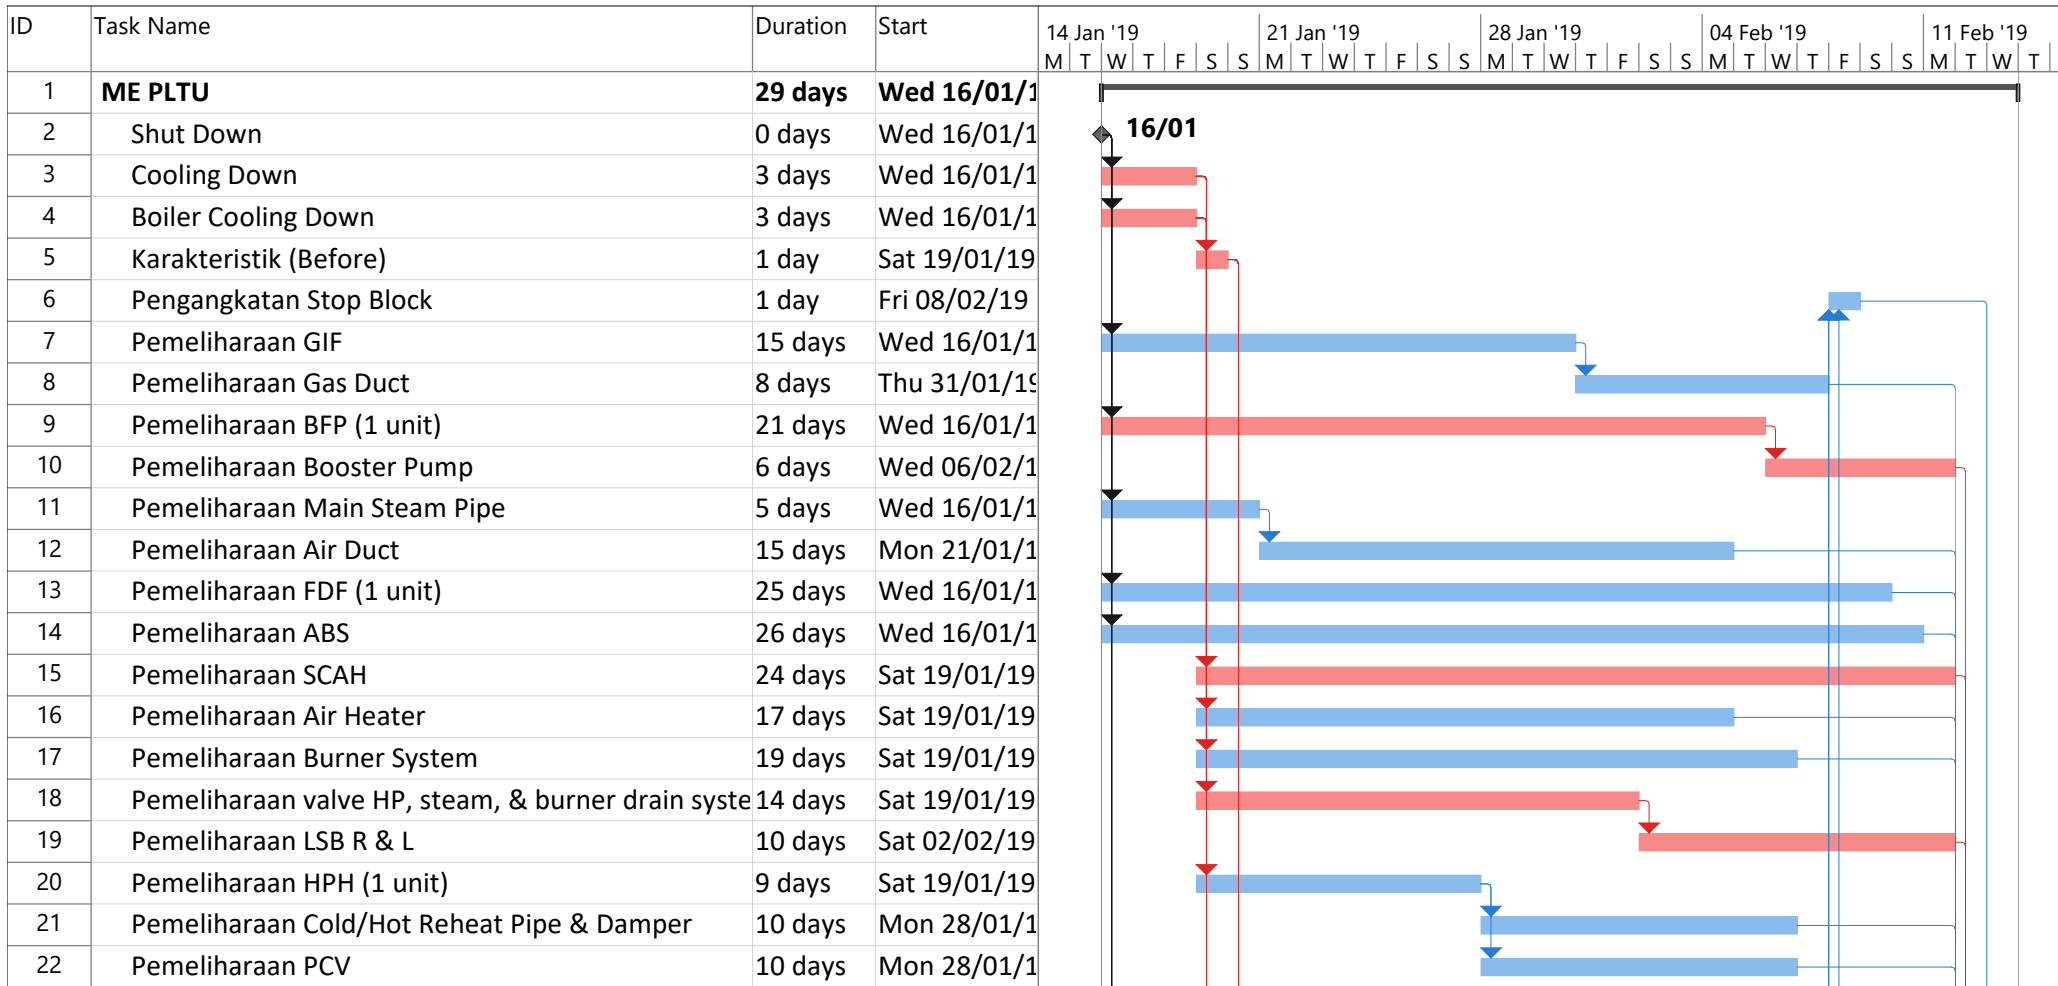 ID Task Name Duration Start 14 Jan '19 21 Jan '19 28 Jan '19 04 Feb '19 11 Feb '19
M T W T F S S M T W T F S S M T W T F S S M T W T F S S M T W T
1 ME PLTU 29 days Wed 16/01/1
2 Shut Down 0 days Wed 16/01/1 16/01
3 Cooling Down 3 days Wed 16/01/1
4 Boiler Cooling Down 3 days Wed 16/01/1
5 Karakteristik (Before) 1 day Sat 19/01/19
6 Pengangkatan Stop Block 1 day Fri 08/02/19
7 Pemeliharaan GIF 15 days Wed 16/01/1
8 Pemeliharaan Gas Duct 8 days Thu 31/01/19
9 Pemeliharaan BFP (1 unit) 21 days Wed 16/01/1
10 Pemeliharaan Booster Pump 6 days Wed 06/02/1
11 Pemeliharaan Main Steam Pipe 5 days Wed 16/01/1
12 Pemeliharaan Air Duct 15 days Mon 21/01/1
13 Pemeliharaan FDF (1 unit) 25 days Wed 16/01/1
14 Pemeliharaan ABS 26 days Wed 16/01/1
15 Pemeliharaan SCAH 24 days Sat 19/01/19
16 Pemeliharaan Air Heater 17 days Sat 19/01/19
17 Pemeliharaan Burner System 19 days Sat 19/01/19
18 Pemeliharaan valve HP, steam, & burner drain syste 14 days Sat 19/01/19
19 Pemeliharaan LSB R & L 10 days Sat 02/02/19
20 Pemeliharaan HPH (1 unit) 9 days Sat 19/01/19
21 Pemeliharaan Cold/Hot Reheat Pipe & Damper 10 days Mon 28/01/1
22 Pemeliharaan PCV 10 days Mon 28/01/1